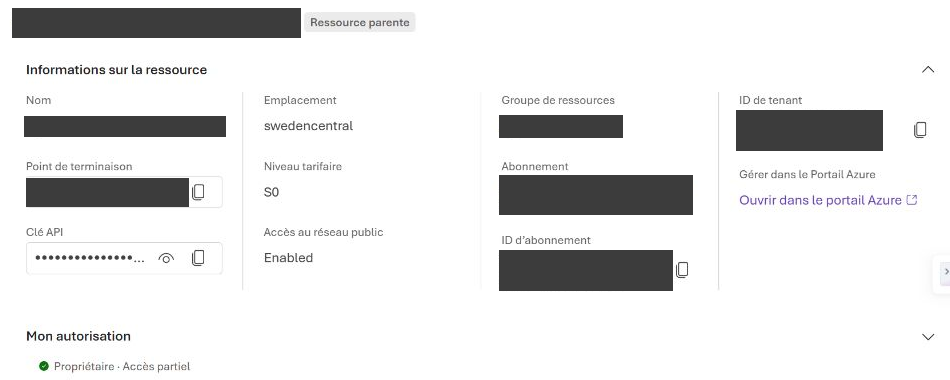 Ressource parente
Informations sur la ressource
Nom
Emplacement
Groupe de ressources
ID de tenant
swedencentral
Point de terminaison
Niveau tarifaire
Abonnement
Gérer dans le Portail Azure
S0
Ouvrir dans le portail Azure
Clé API
Accès au réseau public
ID d’abonnement
•••••••••••••••...
Enabled
Mon autorisation
Propriétaire · Accès partiel